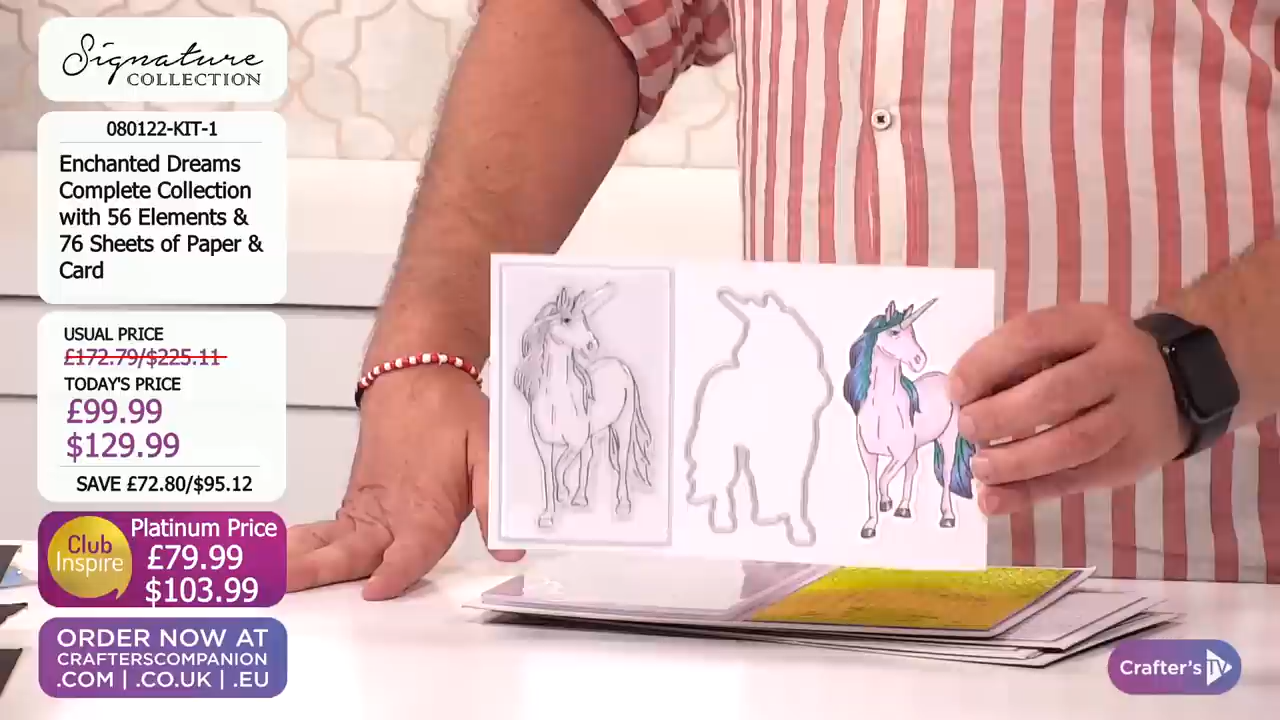 Signature
COLLECTION
080122-KIT-1
Enchanted Dreams
Complete Collection
with 56 Elements &
76 Sheets of Paper &
Card
USUAL PRICE
£172.79/$225.11
TODAY'S PRICE
£99.99
$129.99
SAVE £72.80/$95.12
Club
Inspire
Platinum Price
£79.99
$103.99
ORDER NOW AT
CRAFTERSCOMPANION
.COM | .CO.UK | .EU
Crafter's TV